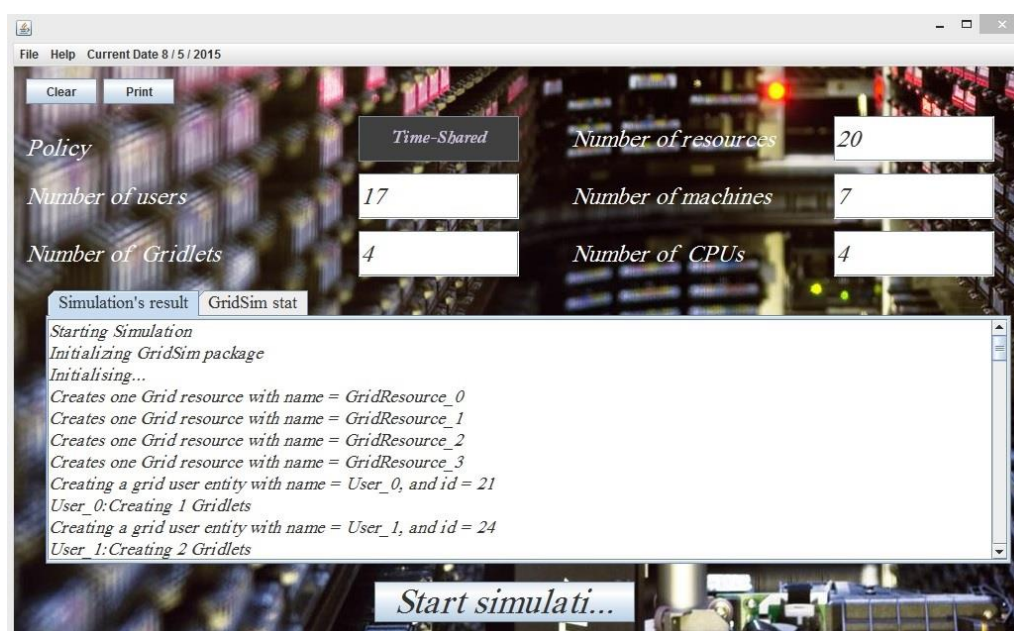 File Help Current Date 8 / 5 / 2015
Clear Print
Policy Time-Shared Number of resources 20
Number of users 17 Number of machines 7
Number of Gridlets 4 Number of CPUs 4
Simulation's result GridSim stat
Starting Simulation
Initializing GridSim package
Initialising...
Creates one Grid resource with name = GridResource_0
Creates one Grid resource with name = GridResource_1
Creates one Grid resource with name = GridResource_2
Creates one Grid resource with name = GridResource_3
Creating a grid user entity with name = User_0, and id = 21
User_0:Creating 1 Gridlets
Creating a grid user entity with name = User_1, and id = 24
User_1:Creating 2 Gridlets
Start simulati...